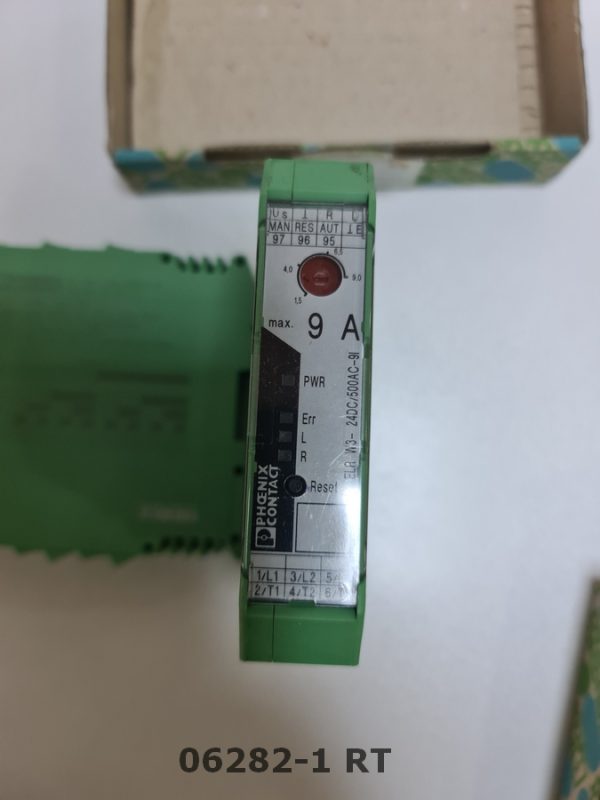 Us ⊥ R L
MAN RES AUT ⊥E
97 96 95
6,5
4,0
9,0
1,5
max. 9 A
PWR
Err
L
R
Reset
ELR W3- 24DC/500AC-9I
PHŒNIX
CONTACT
1/L1 3/L2 5/
2/T1 4/T2 6/T
06282-1 RT